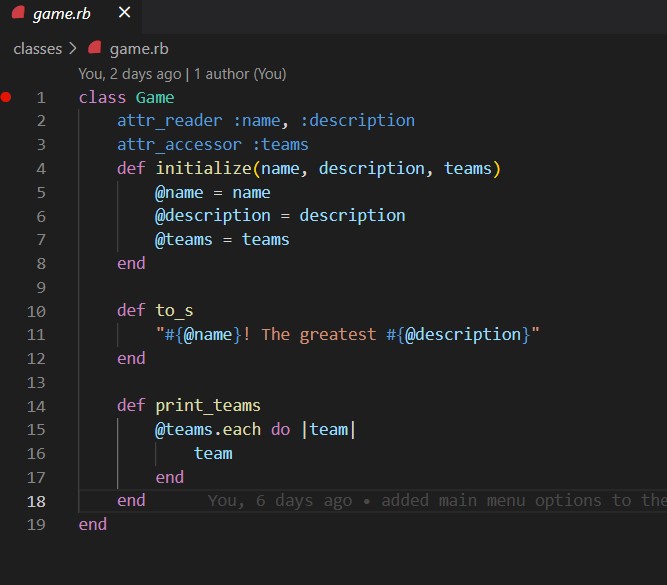 game.rb ×
classes > game.rb
You, 2 days ago | 1 author (You)
1 class Game
2     attr_reader :name, :description
3     attr_accessor :teams
4     def initialize(name, description, teams)
5         @name = name
6         @description = description
7         @teams = teams
8     end
9
10     def to_s
11         "#{@name}! The greatest #{@description}"
12     end
13
14     def print_teams
15         @teams.each do |team|
16             team
17         end
18     end     You, 6 days ago • added main menu options to the
19 end